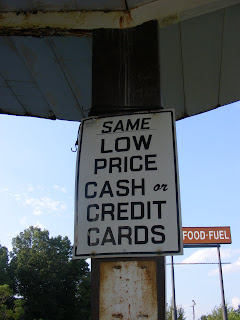 SAME
LOW
PRICE
CASH or
CREDIT
CARDS
FOOD-FUEL